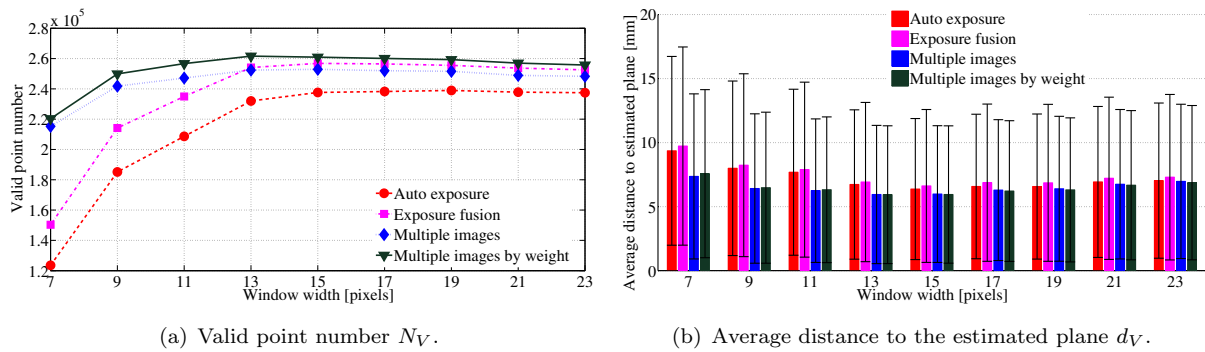 2.8 x 10^5
2.6
2.4
2.2
2
1.8
1.6
1.4
1.2
Valid point number
7 9 11 13 15 17 19 21 23
Window width [pixels]
Auto exposure
Exposure fusion
Multiple images
Multiple images by weight
(a) Valid point number N_V.
20
15
10
5
0
Average distance to estimated plane [mm]
Auto exposure
Exposure fusion
Multiple images
Multiple images by weight
7 9 11 13 15 17 19 21 23
Window width [pixels]
(b) Average distance to the estimated plane d_V.